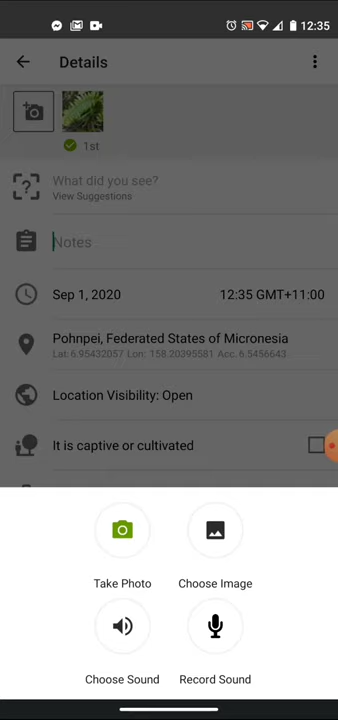 12:35
Details
1st
What did you see?
View Suggestions
Notes
Sep 1, 2020 12:35 GMT+11:00
Pohnpei, Federated States of Micronesia
Lat: 6.95432057 Lon: 158.20395581 Acc. 6.5456643
Location Visibility: Open
It is captive or cultivated
Take Photo Choose Image
Choose Sound Record Sound